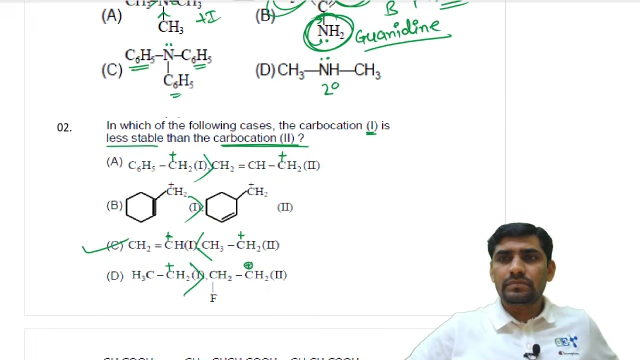 (A) +I (B) B
CH₃ N̈H₂ Guanidine
(C) C₆H₅–N̈–C₆H₅ (D) CH₃–N̈H–CH₃
C₆H₅ 2°
02. In which of the following cases, the carbocation (I) is
less stable than the carbocation (II) ?
(A) C₆H₅ – C⁺H₂ (I) > CH₂ = CH – C⁺H₂ (II)
(B) C⁺H₂ (I) > C⁺H₂ (II)
(C) CH₂ = C⁺H (I) < CH₃ – C⁺H₂ (II)
(D) H₃C – C⁺H₂ (I) > CH₂ – C⊕H₂ (II)
F